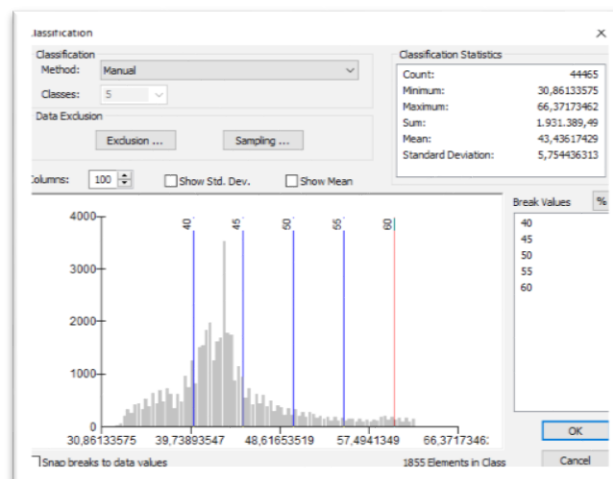 Classification
×
Classification
Method: Manual
Classes: 5
Data Exclusion
Exclusion ... Sampling ...
Columns: 100 Show Std. Dev. Show Mean
Classification Statistics
Count: 44465
Minimum: 30,86133575
Maximum: 66,37173462
Sum: 1.931.389,49
Mean: 43,43617429
Standard Deviation: 5,754436313
Break Values %
40
45
50
55
60
4000
3000
2000
1000
0
40 45 50 55 60
30,86133575 39,73893547 48,61653519 57,4941349 66,3717346
Snap breaks to data values 1855 Elements in Class
OK
Cancel